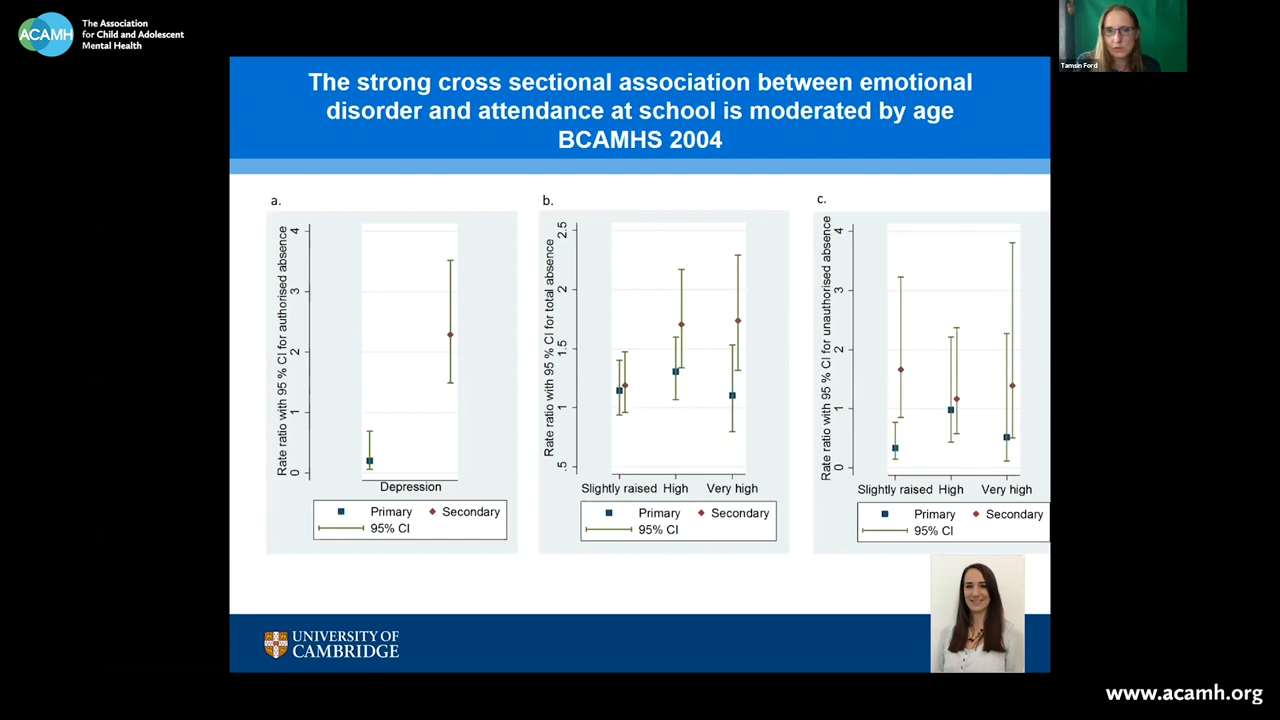 ACAMH
The Association
for Child and Adolescent
Mental Health
Tamsin Ford
The strong cross sectional association between emotional
disorder and attendance at school is moderated by age
BCAMHS 2004
a.
Rate ratio with 95 % CI for authorised absence
4
3
2
1
0
Depression
Primary
Secondary
95% CI
b.
Rate ratio with 95 % CI for total absence
2.5
2
1.5
1
.5
Slightly raised
High
Very high
Primary
Secondary
95% CI
c.
Rate ratio with 95 % CI for unauthorised absence
4
3
2
1
0
Slightly raised
High
Very high
Primary
Secondary
95% CI
UNIVERSITY OF
CAMBRIDGE
www.acamh.org